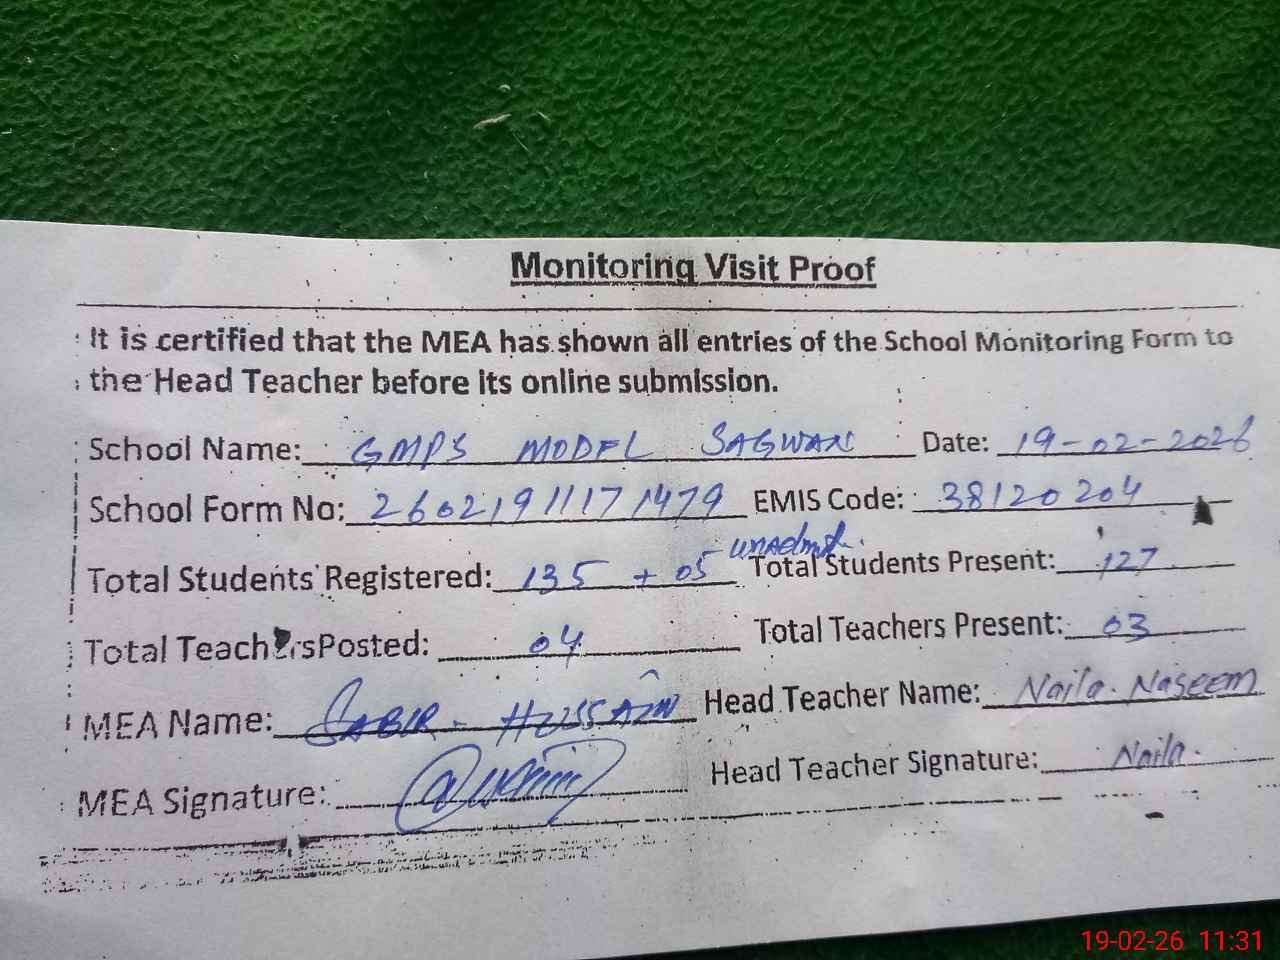 Monitoring Visit Proof
It is certified that the MEA has shown all entries of the School Monitoring Form to
the Head Teacher before its online submission.
School Name: GMPS MODEL SAGWAN Date: 19-02-2026
School Form No: 26021911171479 EMIS Code: 38120204
unadmt.
Total Students Registered: 135 + 05 Total Students Present: 127
Total TeachersPosted: 04 Total Teachers Present: 03
MEA Name: SABIR - HUSSAIN Head Teacher Name: Naila. Naseem
MEA Signature: Head Teacher Signature: Naila.
19-02-26 11:31